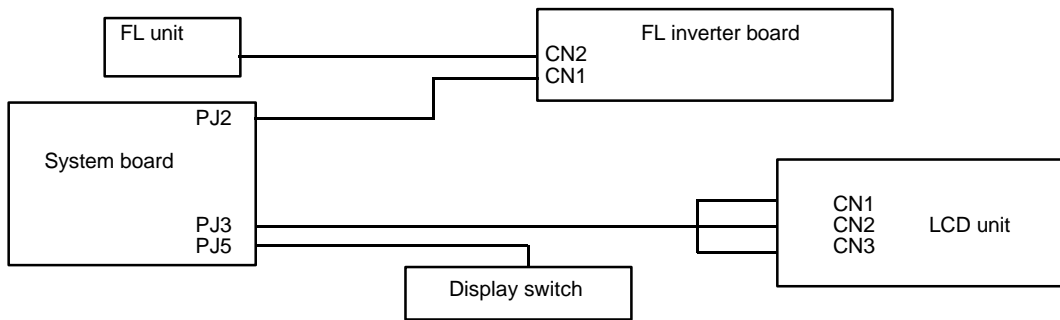 FL unit
FL inverter board
CN2
CN1
PJ2
System board
PJ3
PJ5
CN1
CN2
CN3
LCD unit
Display switch